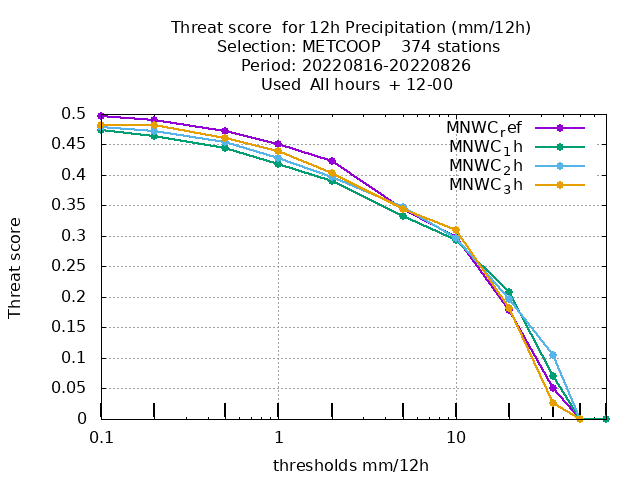 Threat score  for 12h Precipitation (mm/12h)
Selection: METCOOP    374 stations
Period: 20220816-20220826
Used  All hours  + 12-00
Threat score
0.5
0.45
0.4
0.35
0.3
0.25
0.2
0.15
0.1
0.05
0
MNWC_ref
MNWC_1h
MNWC_2h
MNWC_3h
0.1
1
10
thresholds mm/12h